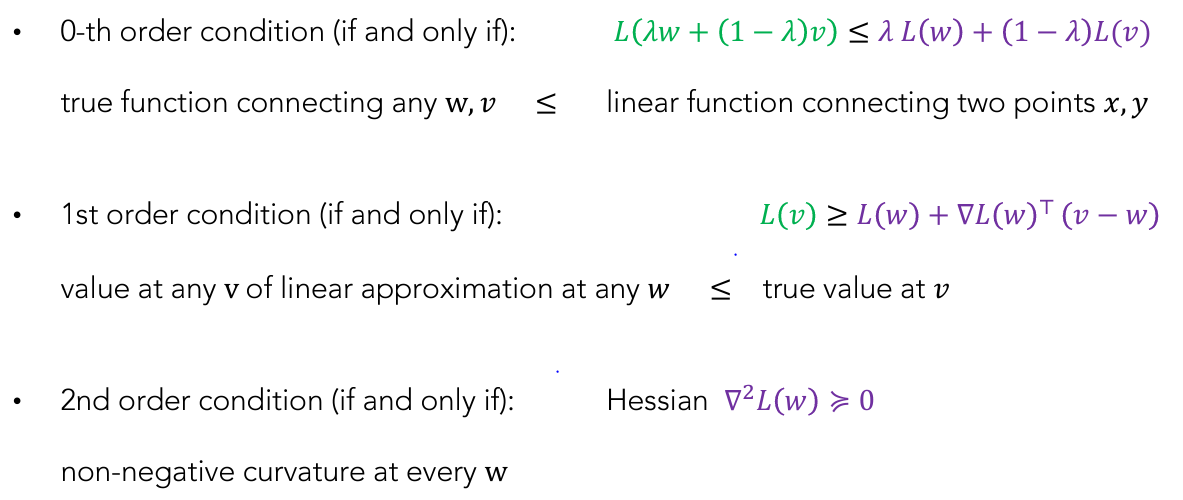 • 0-th order condition (if and only if): L(λw + (1 − λ)v) ≤ λ L(w) + (1 − λ)L(v)
true function connecting any w, v ≤ linear function connecting two points x, y
• 1st order condition (if and only if): L(v) ≥ L(w) + ∇L(w)⊤ (v − w)
value at any v of linear approximation at any w ≤ true value at v
• 2nd order condition (if and only if): Hessian ∇²L(w) ≽ 0
non-negative curvature at every w